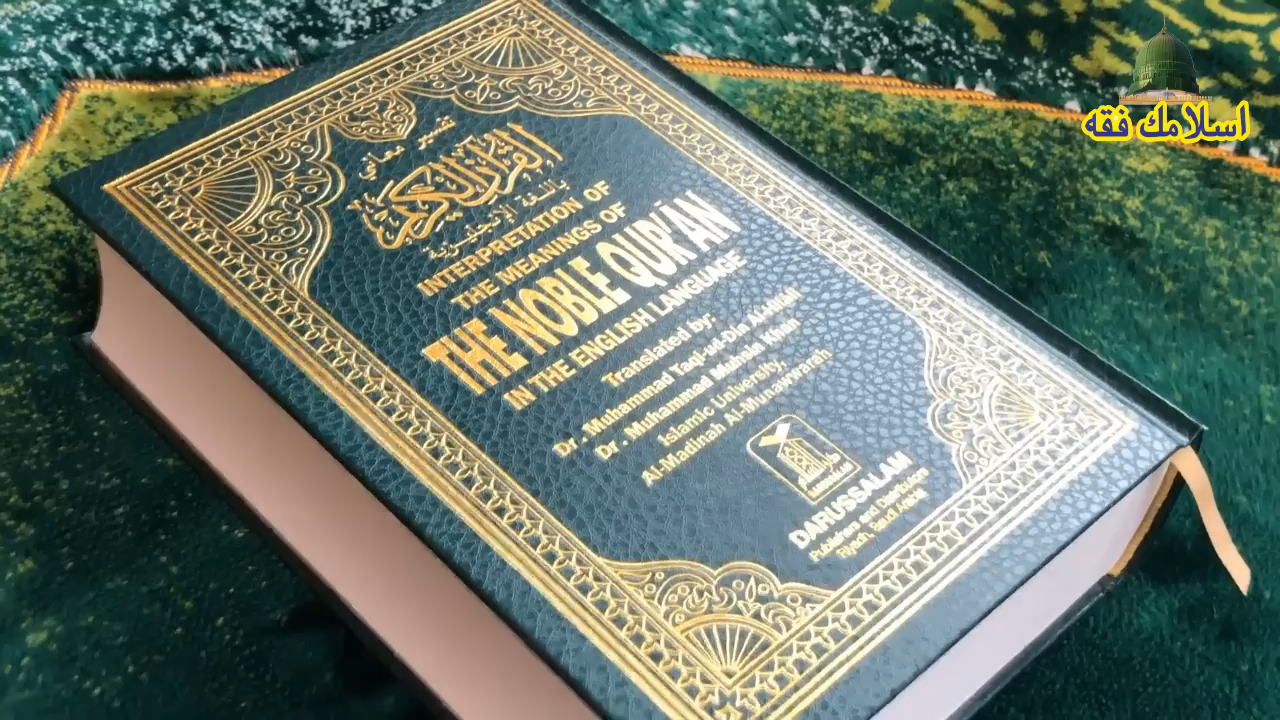 اسلامك فقه
تفسير معاني
القرآن الكريم
باللغة الإنجليزية
INTERPRETATION OF
THE MEANINGS OF
THE NOBLE QUR'ĀN
IN THE ENGLISH LANGUAGE
Translated by:
Dr. Muhammad Taqi-ud-Din Al-Hilali
Dr. Muhammad Muhsin Khan
Islamic University,
Al-Madinah Al-Munawwarah
DARUSSALAM
Publishers and Distributors
Riyadh, Saudi Arabia